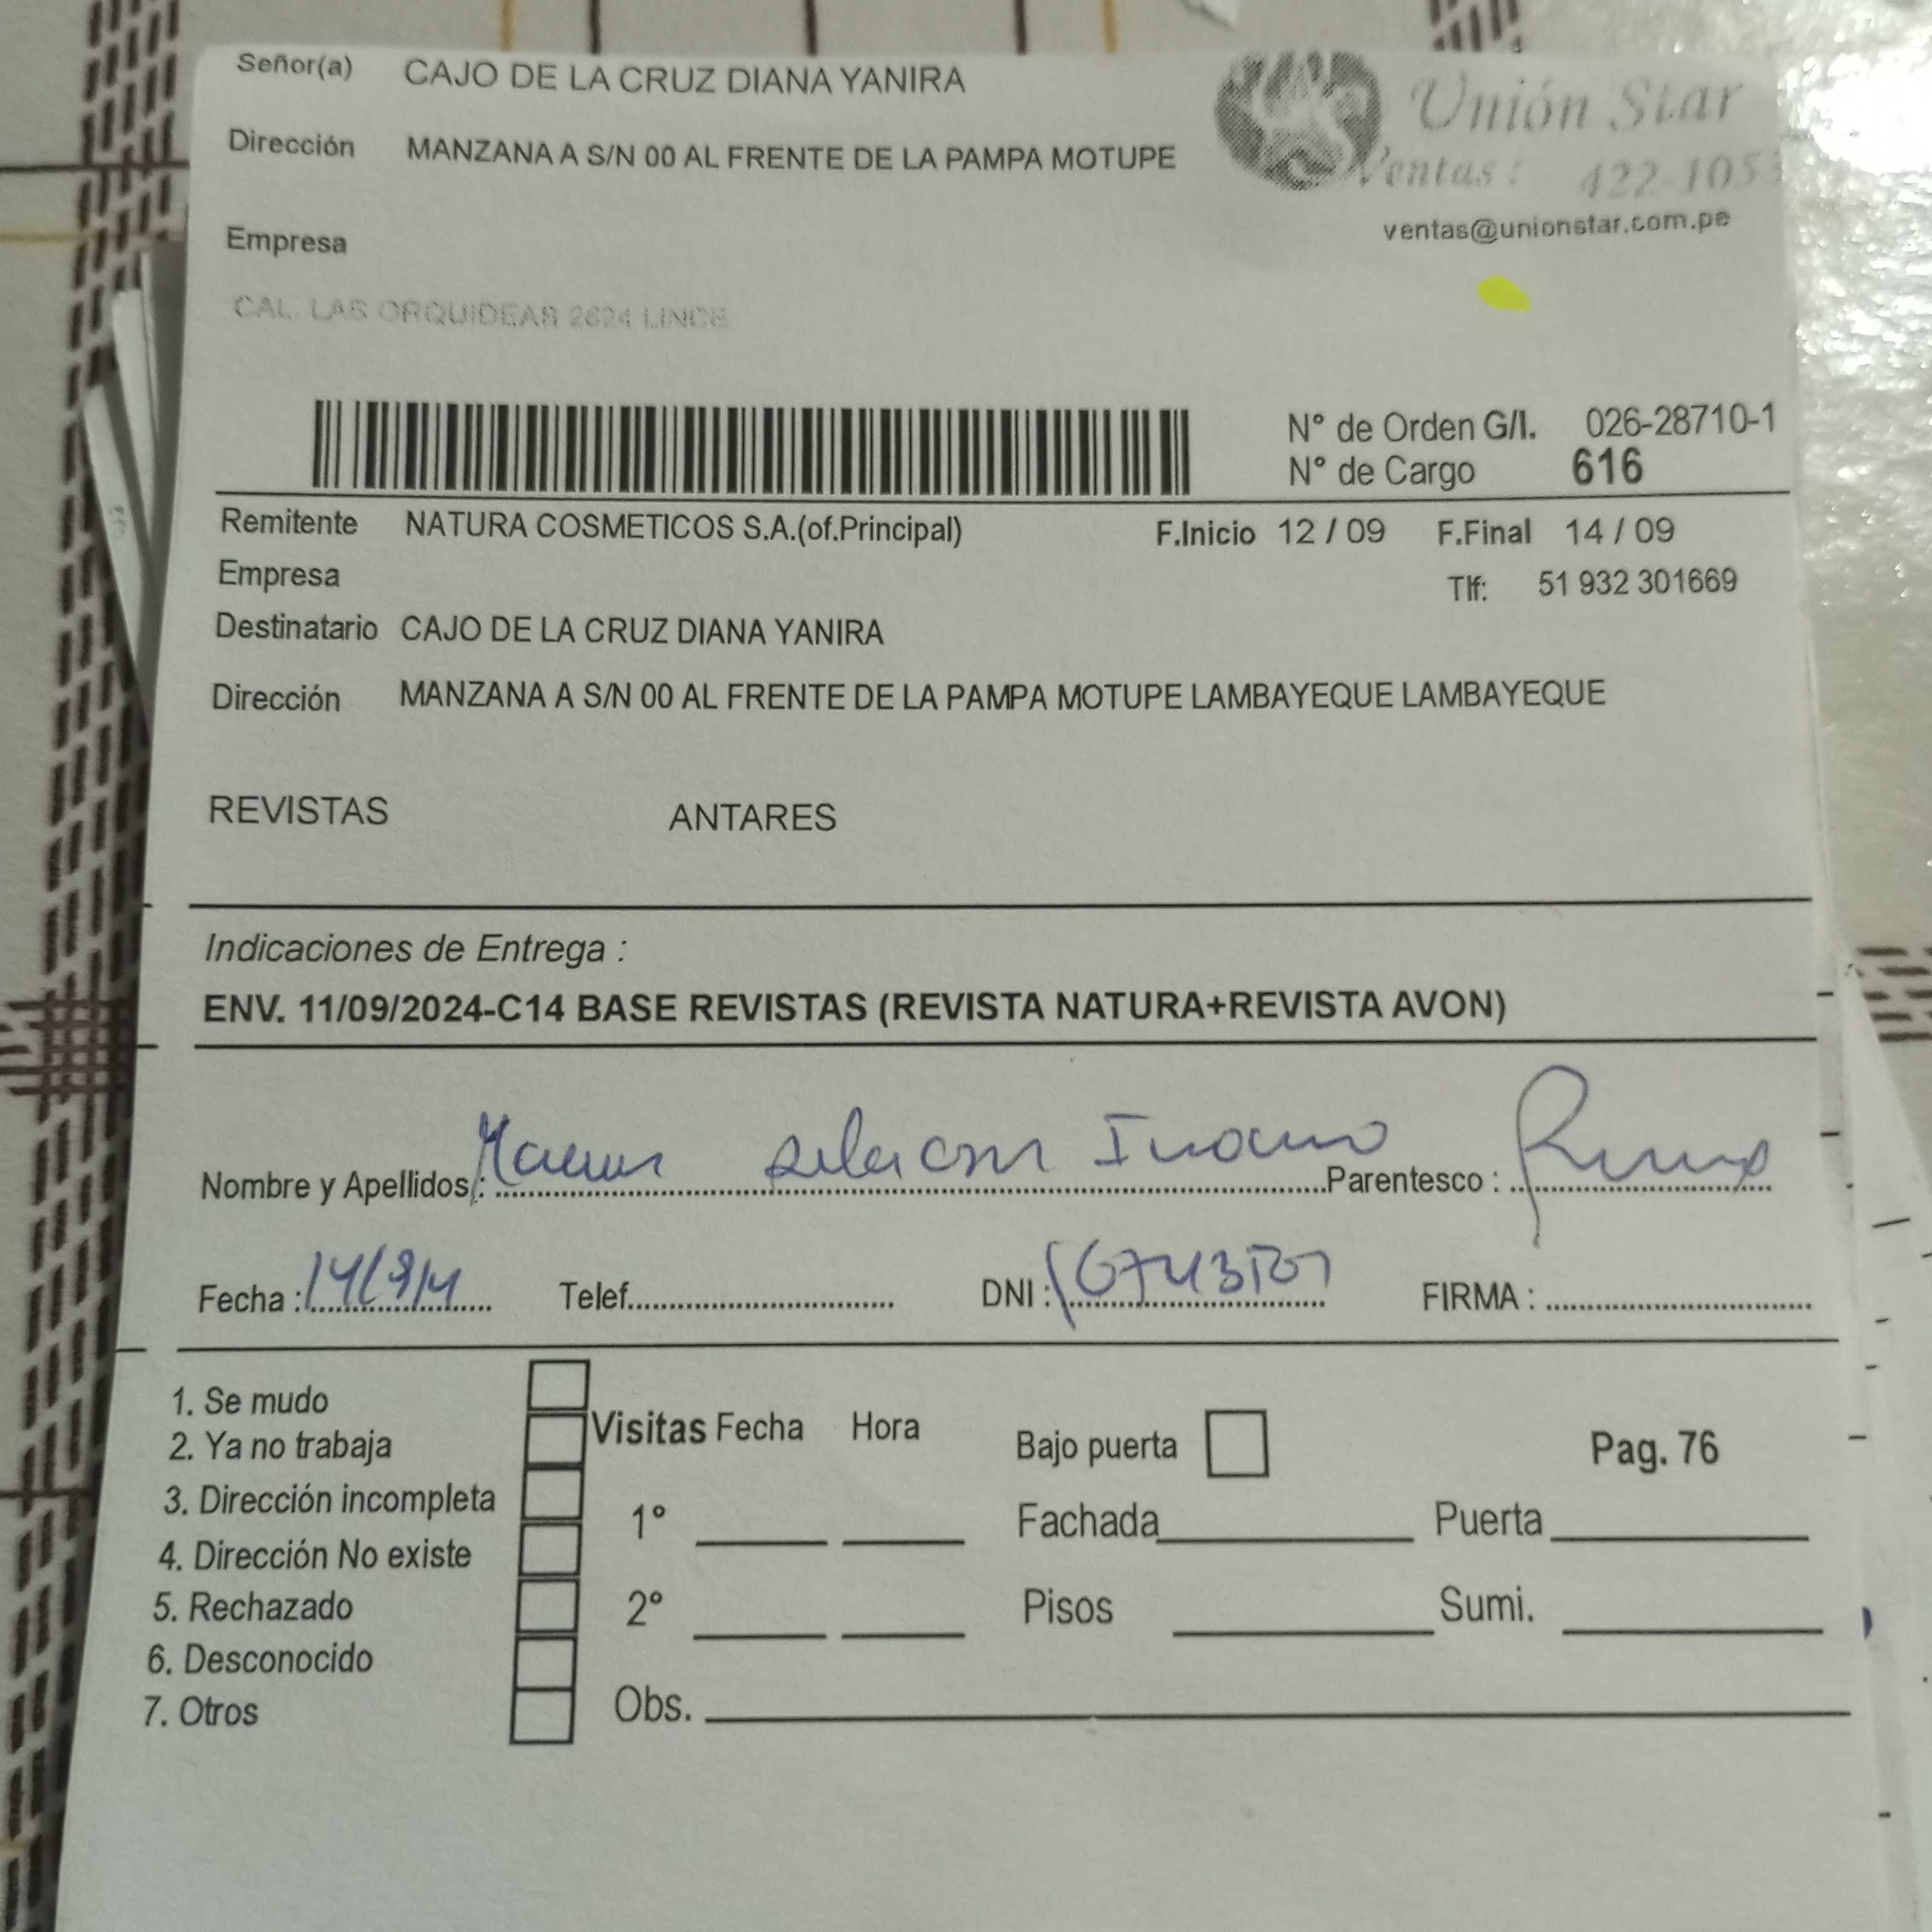 Señor(a) CAJO DE LA CRUZ DIANA YANIRA
Unión Star
Dirección MANZANA A S/N 00 AL FRENTE DE LA PAMPA MOTUPE
Ventas: 422-1053
ventas@unionstar.com.pe
Empresa
CAL. LAS ORQUIDEAS 2624 LINCE
N° de Orden G/I. 026-28710-1
N° de Cargo 616
Remitente NATURA COSMETICOS S.A.(of.Principal) F.Inicio 12 / 09 F.Final 14 / 09
Empresa Tlf: 51 932 301669
Destinatario CAJO DE LA CRUZ DIANA YANIRA
Dirección MANZANA A S/N 00 AL FRENTE DE LA PAMPA MOTUPE LAMBAYEQUE LAMBAYEQUE
REVISTAS ANTARES
Indicaciones de Entrega :
ENV. 11/09/2024-C14 BASE REVISTAS (REVISTA NATURA+REVISTA AVON)
Nombre y Apellidos : Parentesco :
Fecha : Telef. DNI : FIRMA :
1. Se mudo
2. Ya no trabaja
3. Dirección incompleta
4. Dirección No existe
5. Rechazado
6. Desconocido
7. Otros
Visitas Fecha Hora
1°
2°
Obs.
Bajo puerta Pag. 76
Fachada Puerta
Pisos Sumi.